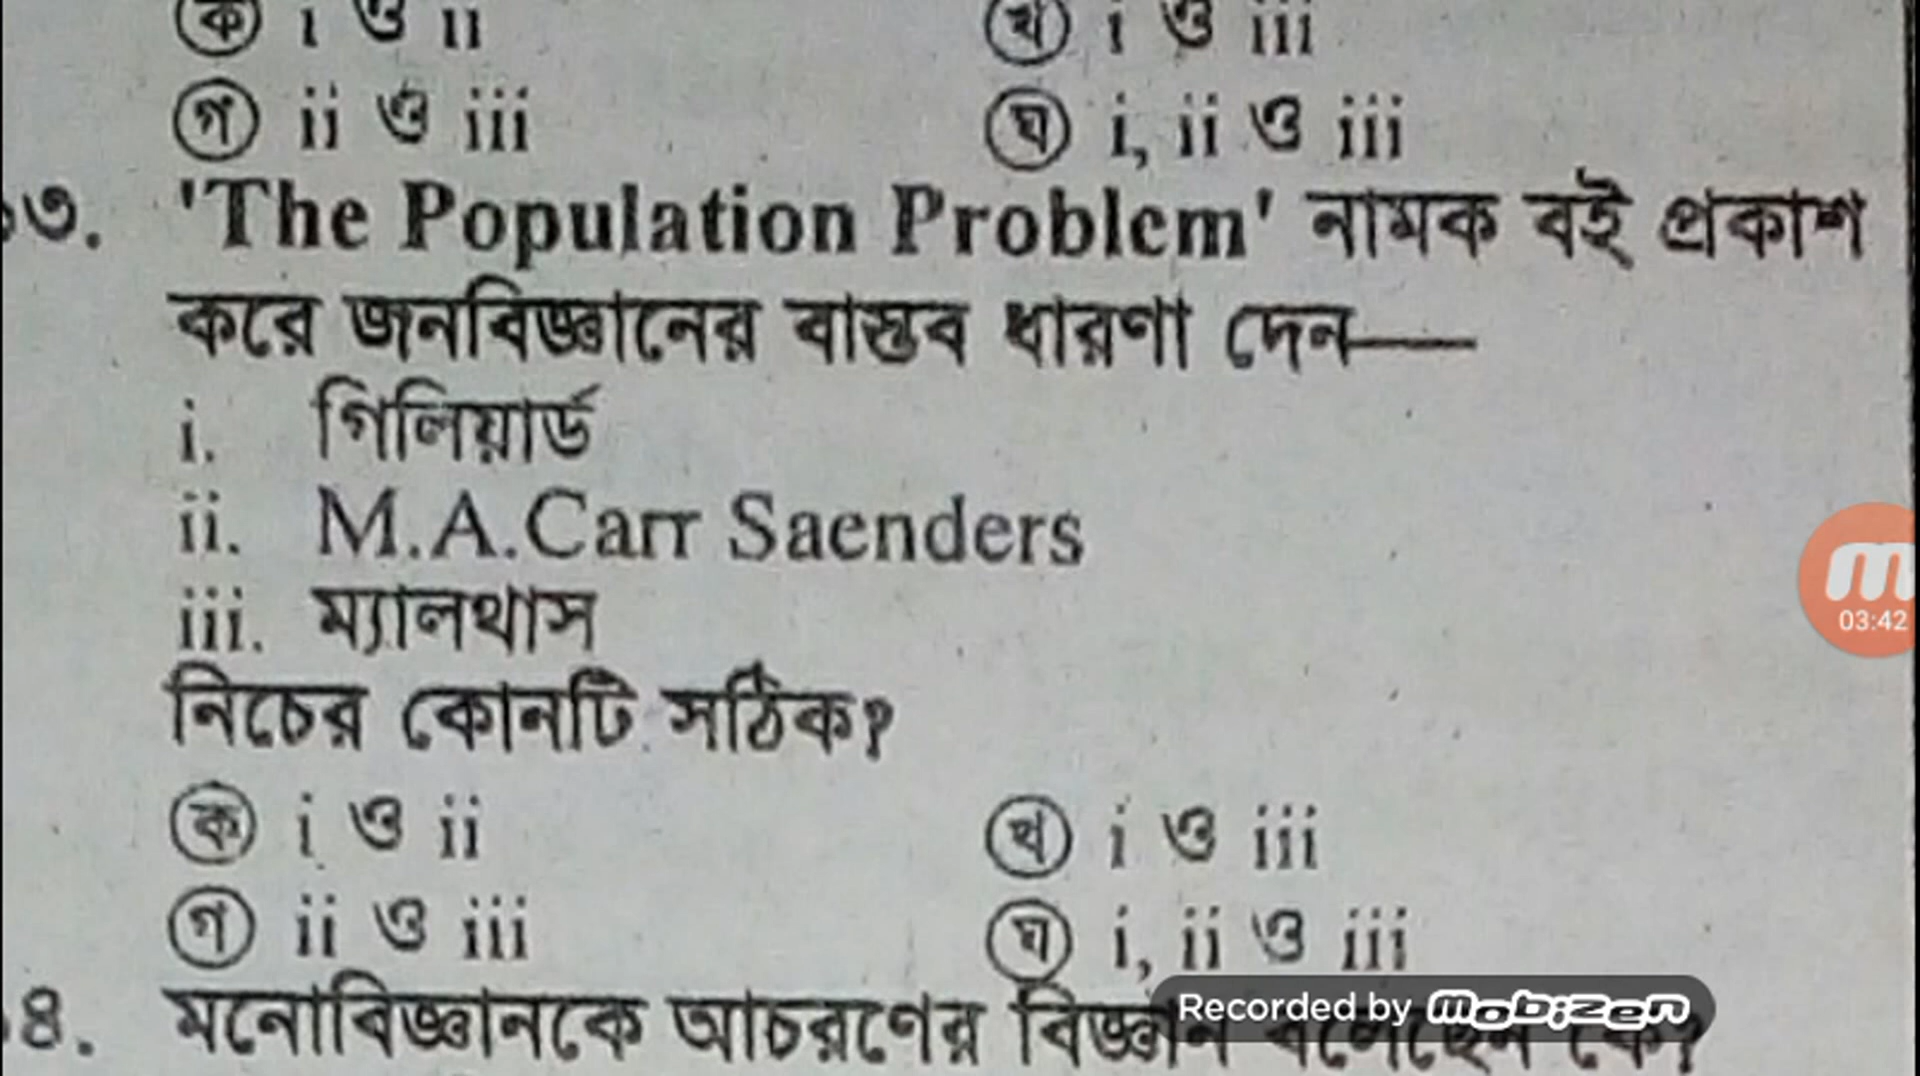 ক i ও ii
খ i ও iii
গ ii ও iii
ঘ i, ii ও iii
৩. 'The Population Problem' নামক বই প্রকাশ
করে জনবিজ্ঞানের বাস্তব ধারণা দেন—
i. গিলিয়ার্ড
ii. M.A.Carr Saenders
iii. ম্যালথাস
নিচের কোনটি সঠিক?
ক i ও ii
খ i ও iii
গ ii ও iii
ঘ i, ii ও iii
৪. মনোবিজ্ঞানকে আচরণের বিজ্ঞান বলেছেন কে?
03:42
Recorded by mobizen